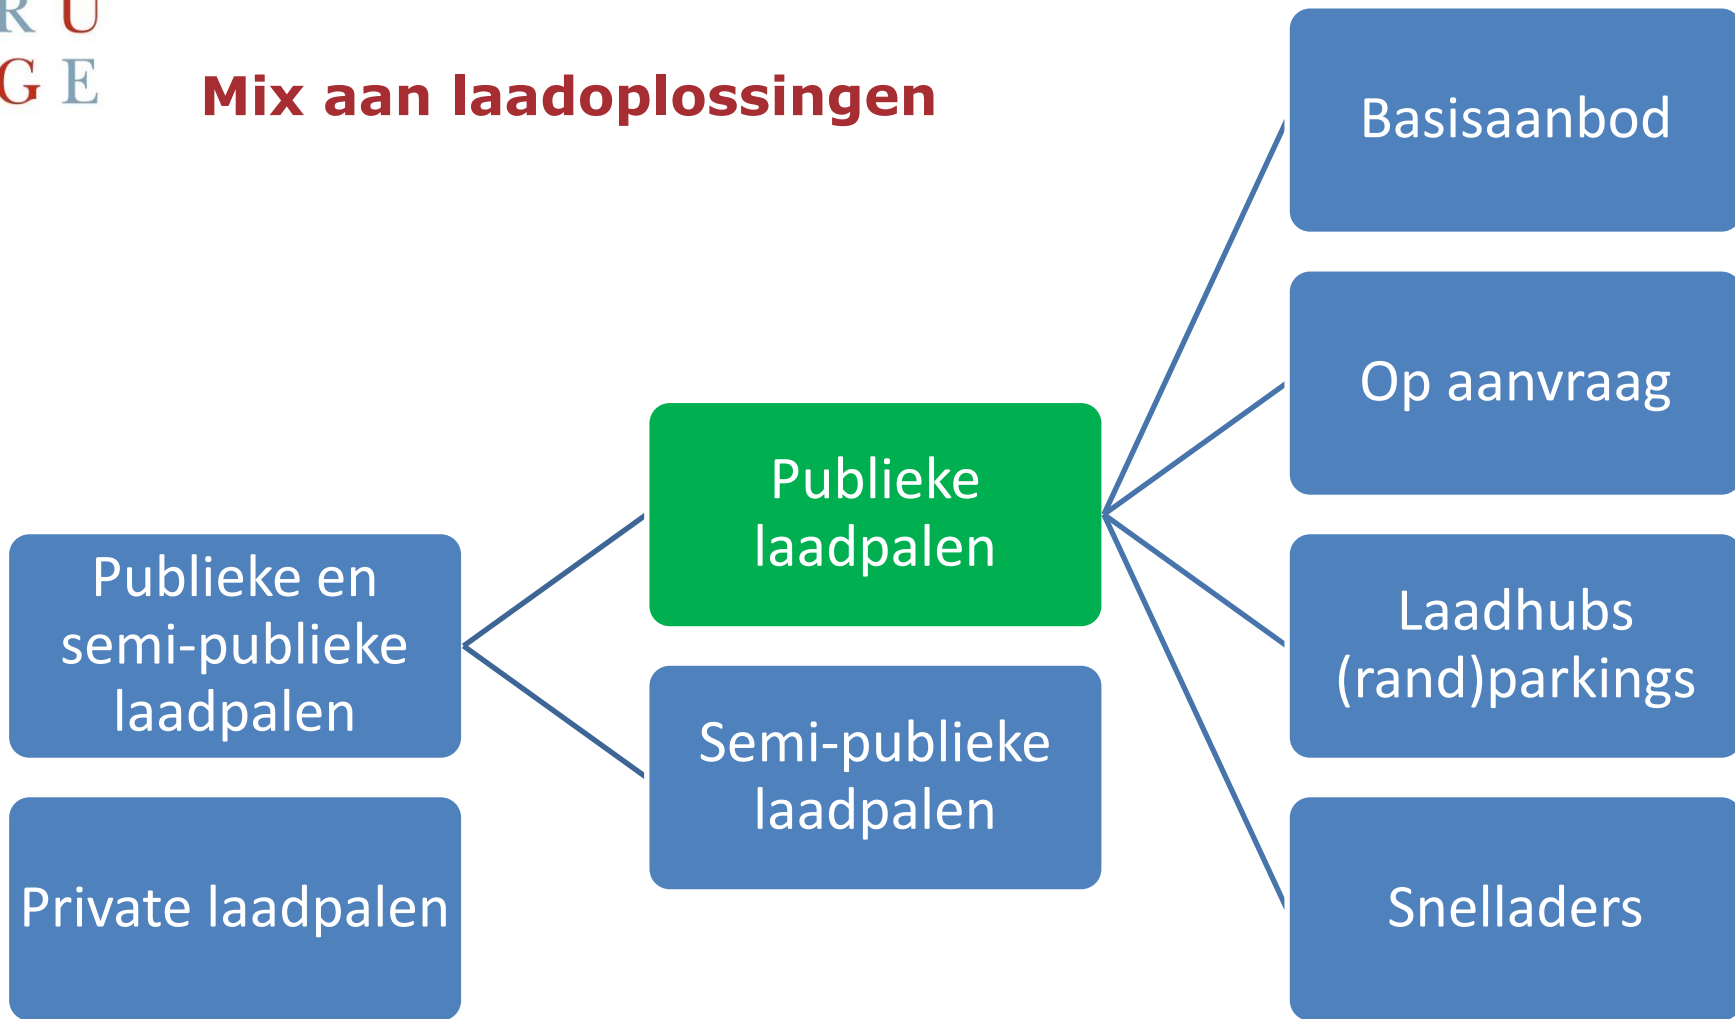 R U
G E
Mix aan laadoplossingen
Basisaanbod
Op aanvraag
Publieke
laadpalen
Publieke en
semi-publieke
laadpalen
Laadhubs
(rand)parkings
Semi-publieke
laadpalen
Private laadpalen
Snelladers